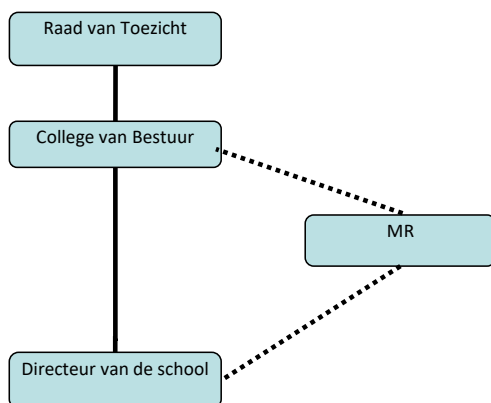 Raad van Toezicht
College van Bestuur
MR
Directeur van de school